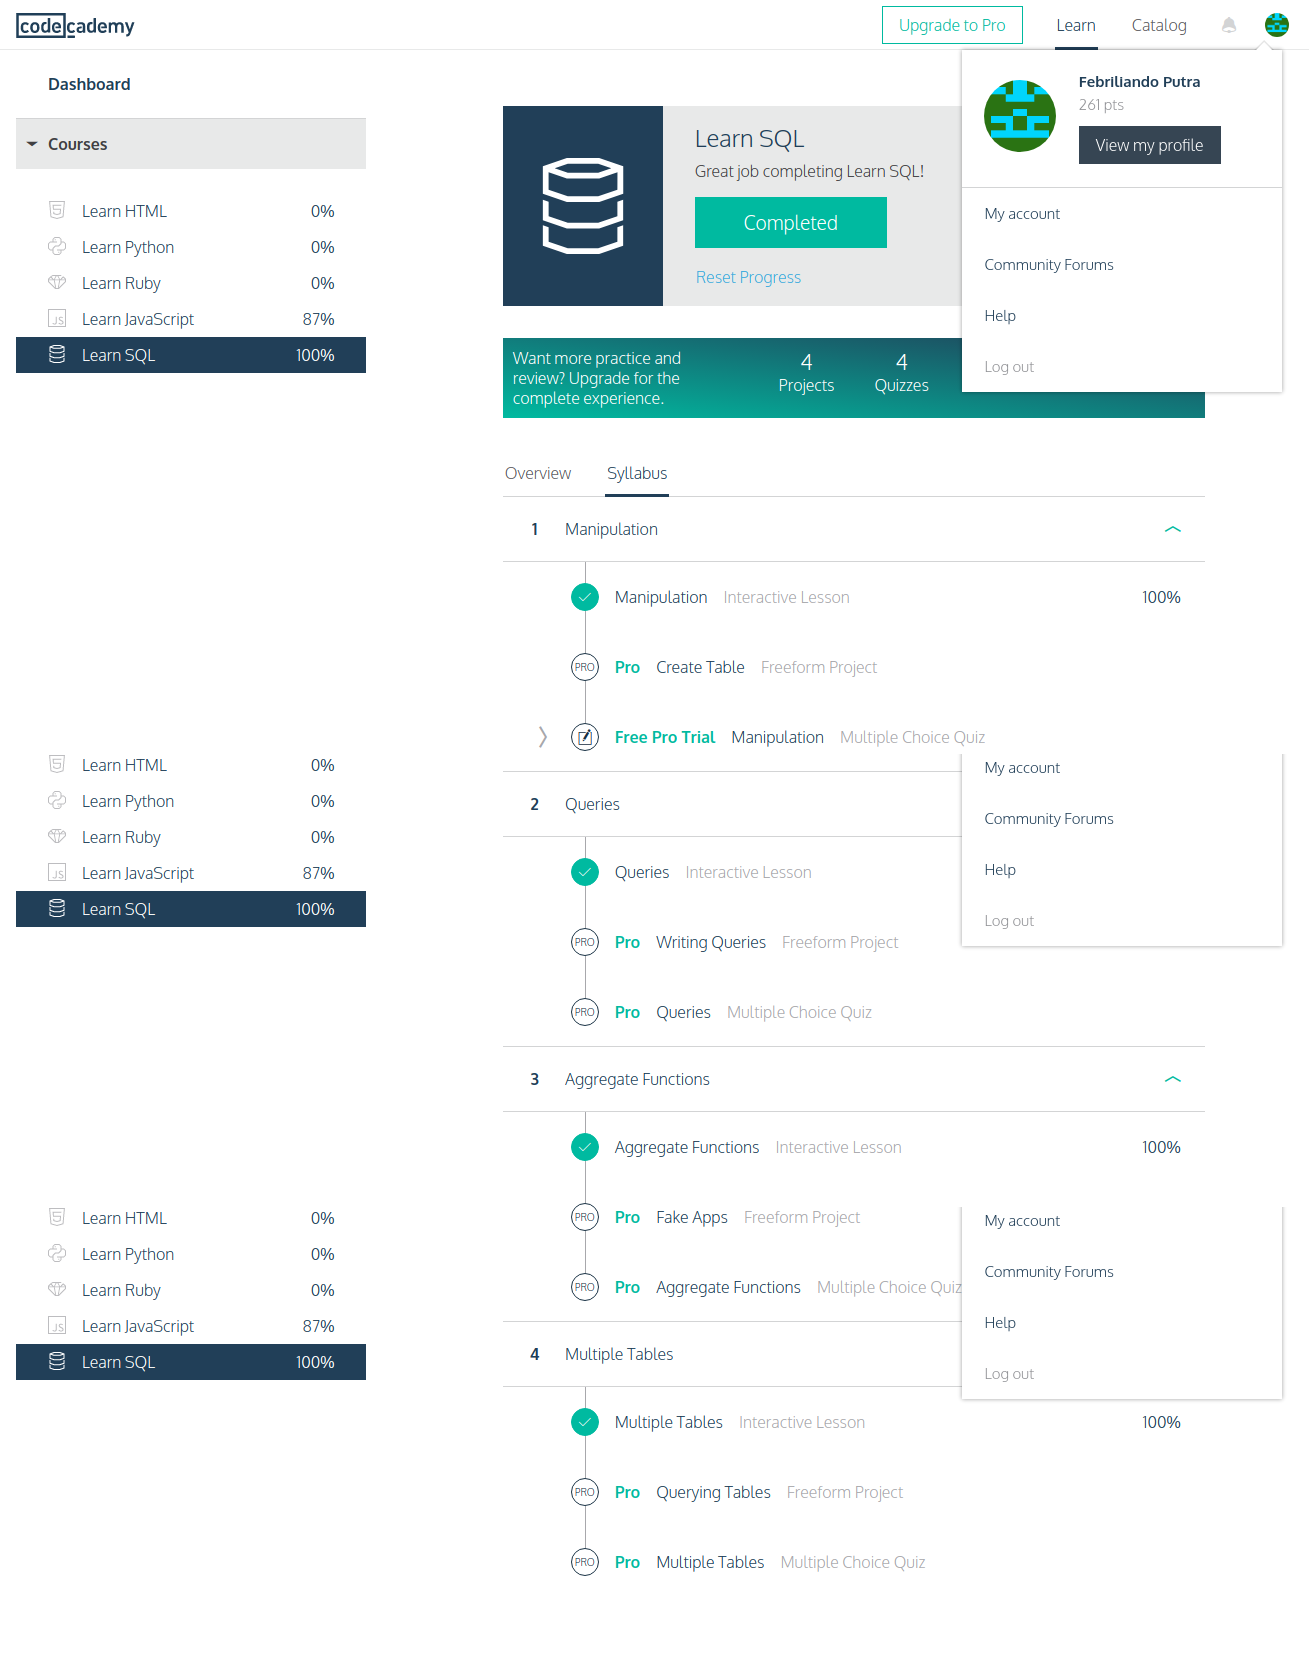 codecademy
Upgrade to Pro
Learn
Catalog
Febriliando Putra
261 pts
View my profile
My account
Community Forums
Help
Log out
Dashboard
Courses
Learn HTML 0%
Learn Python 0%
Learn Ruby 0%
JS Learn JavaScript 87%
Learn SQL 100%
Learn SQL
Great job completing Learn SQL!
Completed
Reset Progress
Want more practice and
review? Upgrade for the
complete experience.
4
Projects
4
Quizzes
Overview
Syllabus
1 Manipulation
Manipulation Interactive Lesson 100%
PRO Pro Create Table Freeform Project
Free Pro Trial Manipulation Multiple Choice Quiz
Learn HTML 0%
Learn Python 0%
Learn Ruby 0%
JS Learn JavaScript 87%
Learn SQL 100%
My account
Community Forums
Help
Log out
2 Queries
Queries Interactive Lesson
PRO Pro Writing Queries Freeform Project
PRO Pro Queries Multiple Choice Quiz
3 Aggregate Functions
Aggregate Functions Interactive Lesson 100%
PRO Pro Fake Apps Freeform Project
PRO Pro Aggregate Functions Multiple Choice Quiz
Learn HTML 0%
Learn Python 0%
Learn Ruby 0%
JS Learn JavaScript 87%
Learn SQL 100%
My account
Community Forums
Help
Log out
4 Multiple Tables
Multiple Tables Interactive Lesson 100%
PRO Pro Querying Tables Freeform Project
PRO Pro Multiple Tables Multiple Choice Quiz